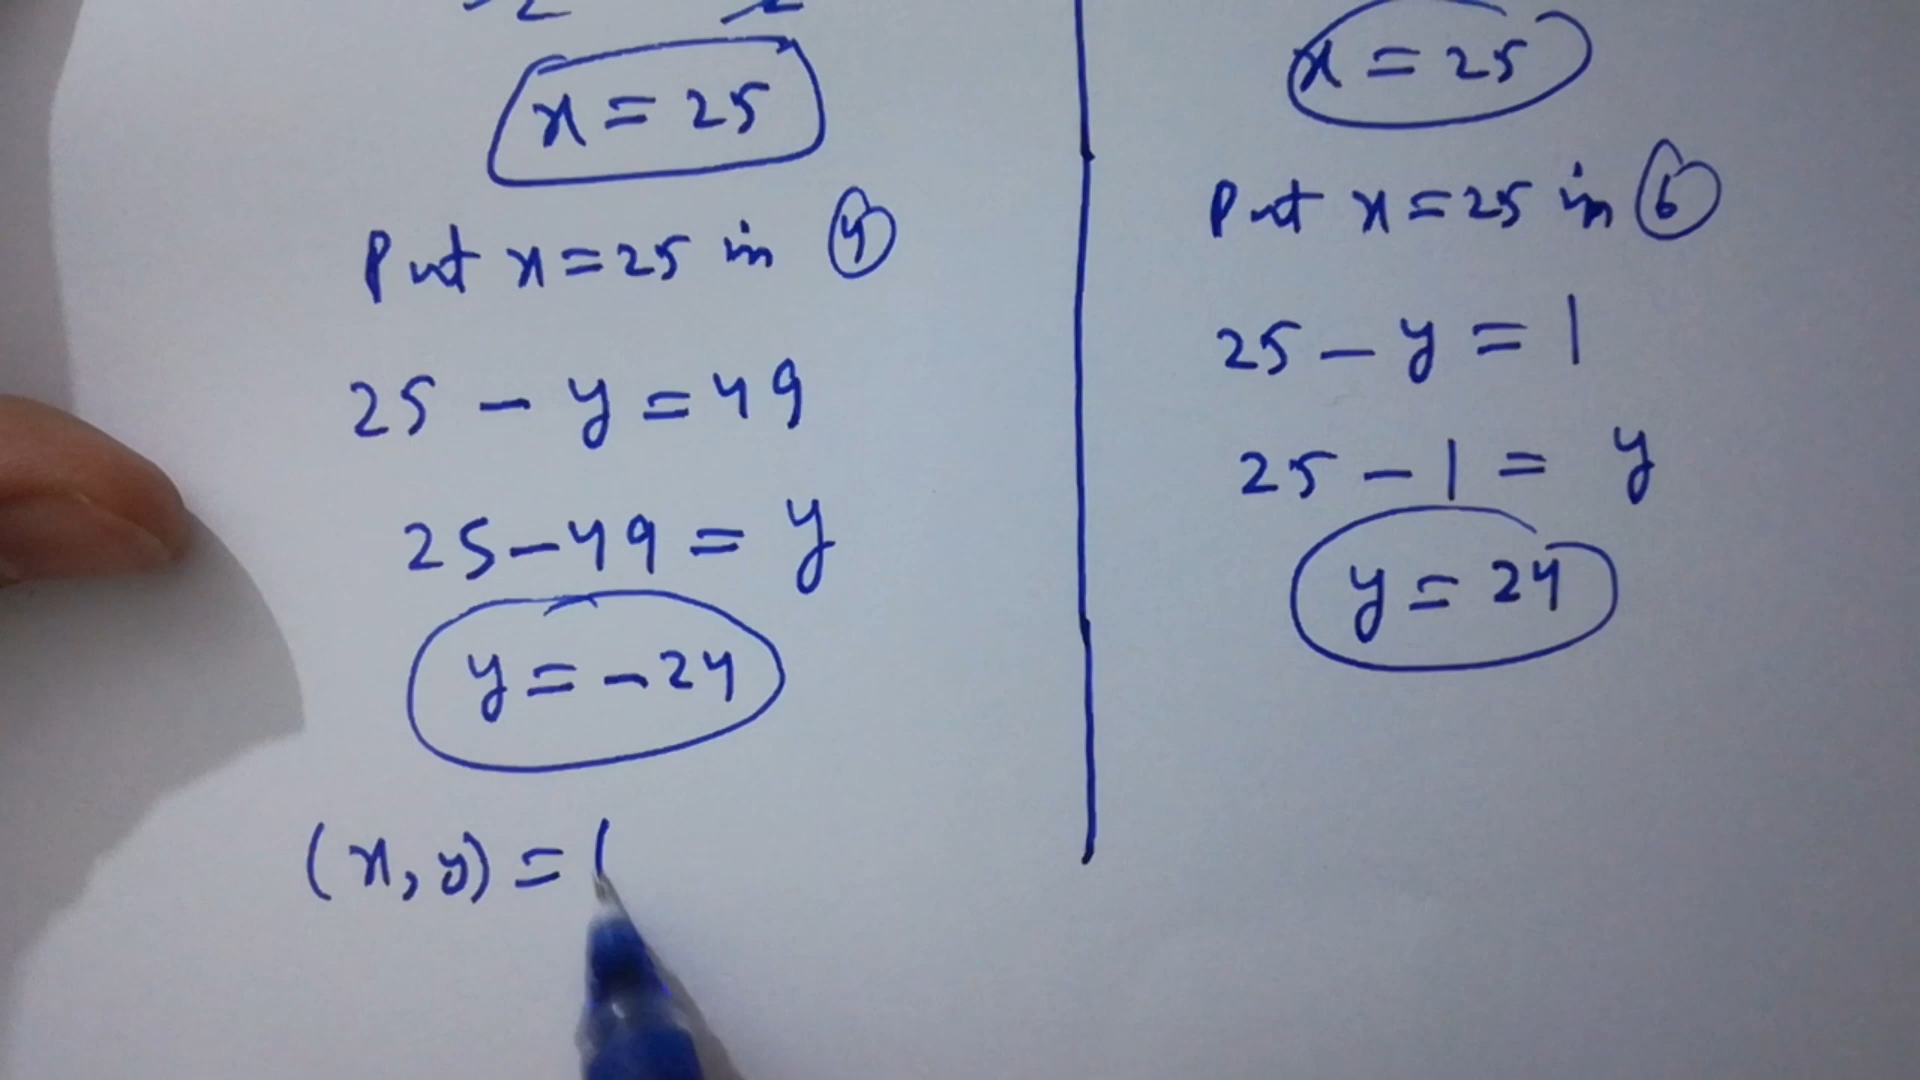 x = 25
Put x = 25 in 4
25 - y = 49
25 - 49 = y
y = -24
(x, y) = (
x = 25
Put x = 25 in 6
25 - y = 1
25 - 1 = y
y = 24